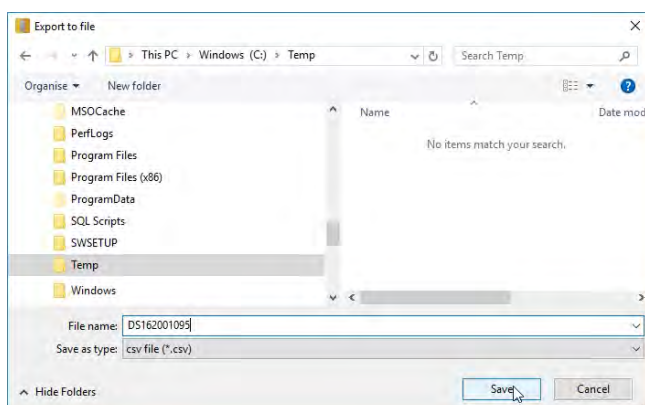 Export to file
This PC > Windows (C:) > Temp
Search Temp
Organise
New folder
Name
Date mod
No items match your search.
MSOCache
PerfLogs
Program Files
Program Files (x86)
ProgramData
SQL Scripts
SWSETUP
Temp
Windows
File name: DS162001095
Save as type: csv file (*.csv)
Hide Folders
Save
Cancel